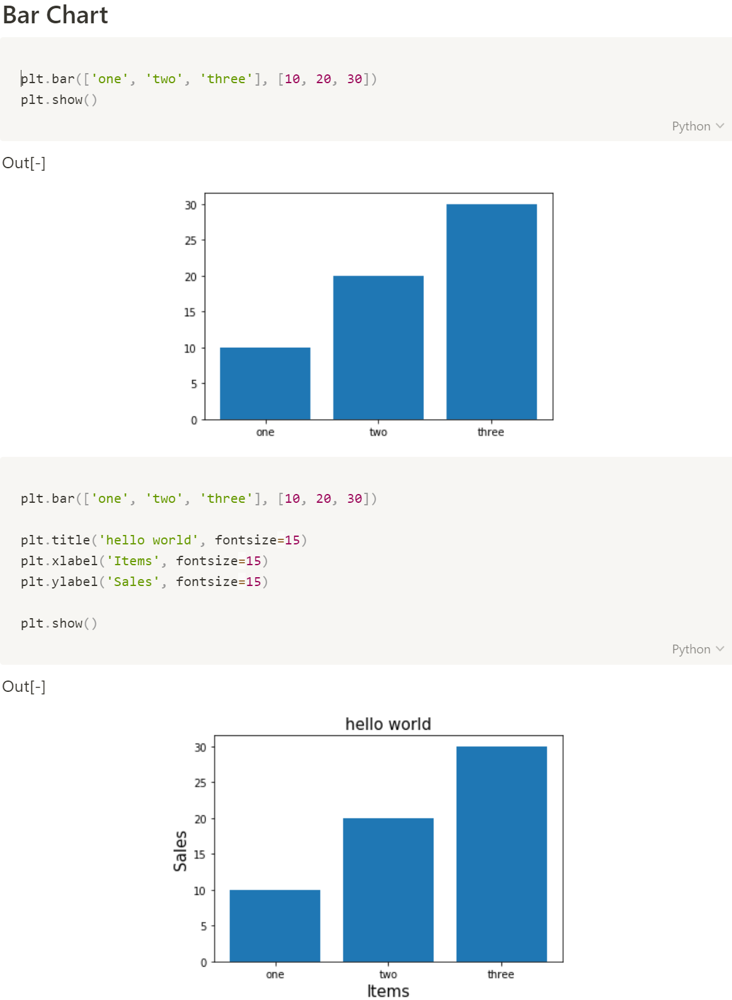 Bar Chart
plt.bar(['one', 'two', 'three'], [10, 20, 30])
plt.show()
Python
Out[-]
30
25
20
15
10
5
0
one two three
plt.bar(['one', 'two', 'three'], [10, 20, 30])
plt.title('hello world', fontsize=15)
plt.xlabel('Items', fontsize=15)
plt.ylabel('Sales', fontsize=15)
plt.show()
Python
Out[-]
hello world
Sales
30
25
20
15
10
5
0
one two three
Items